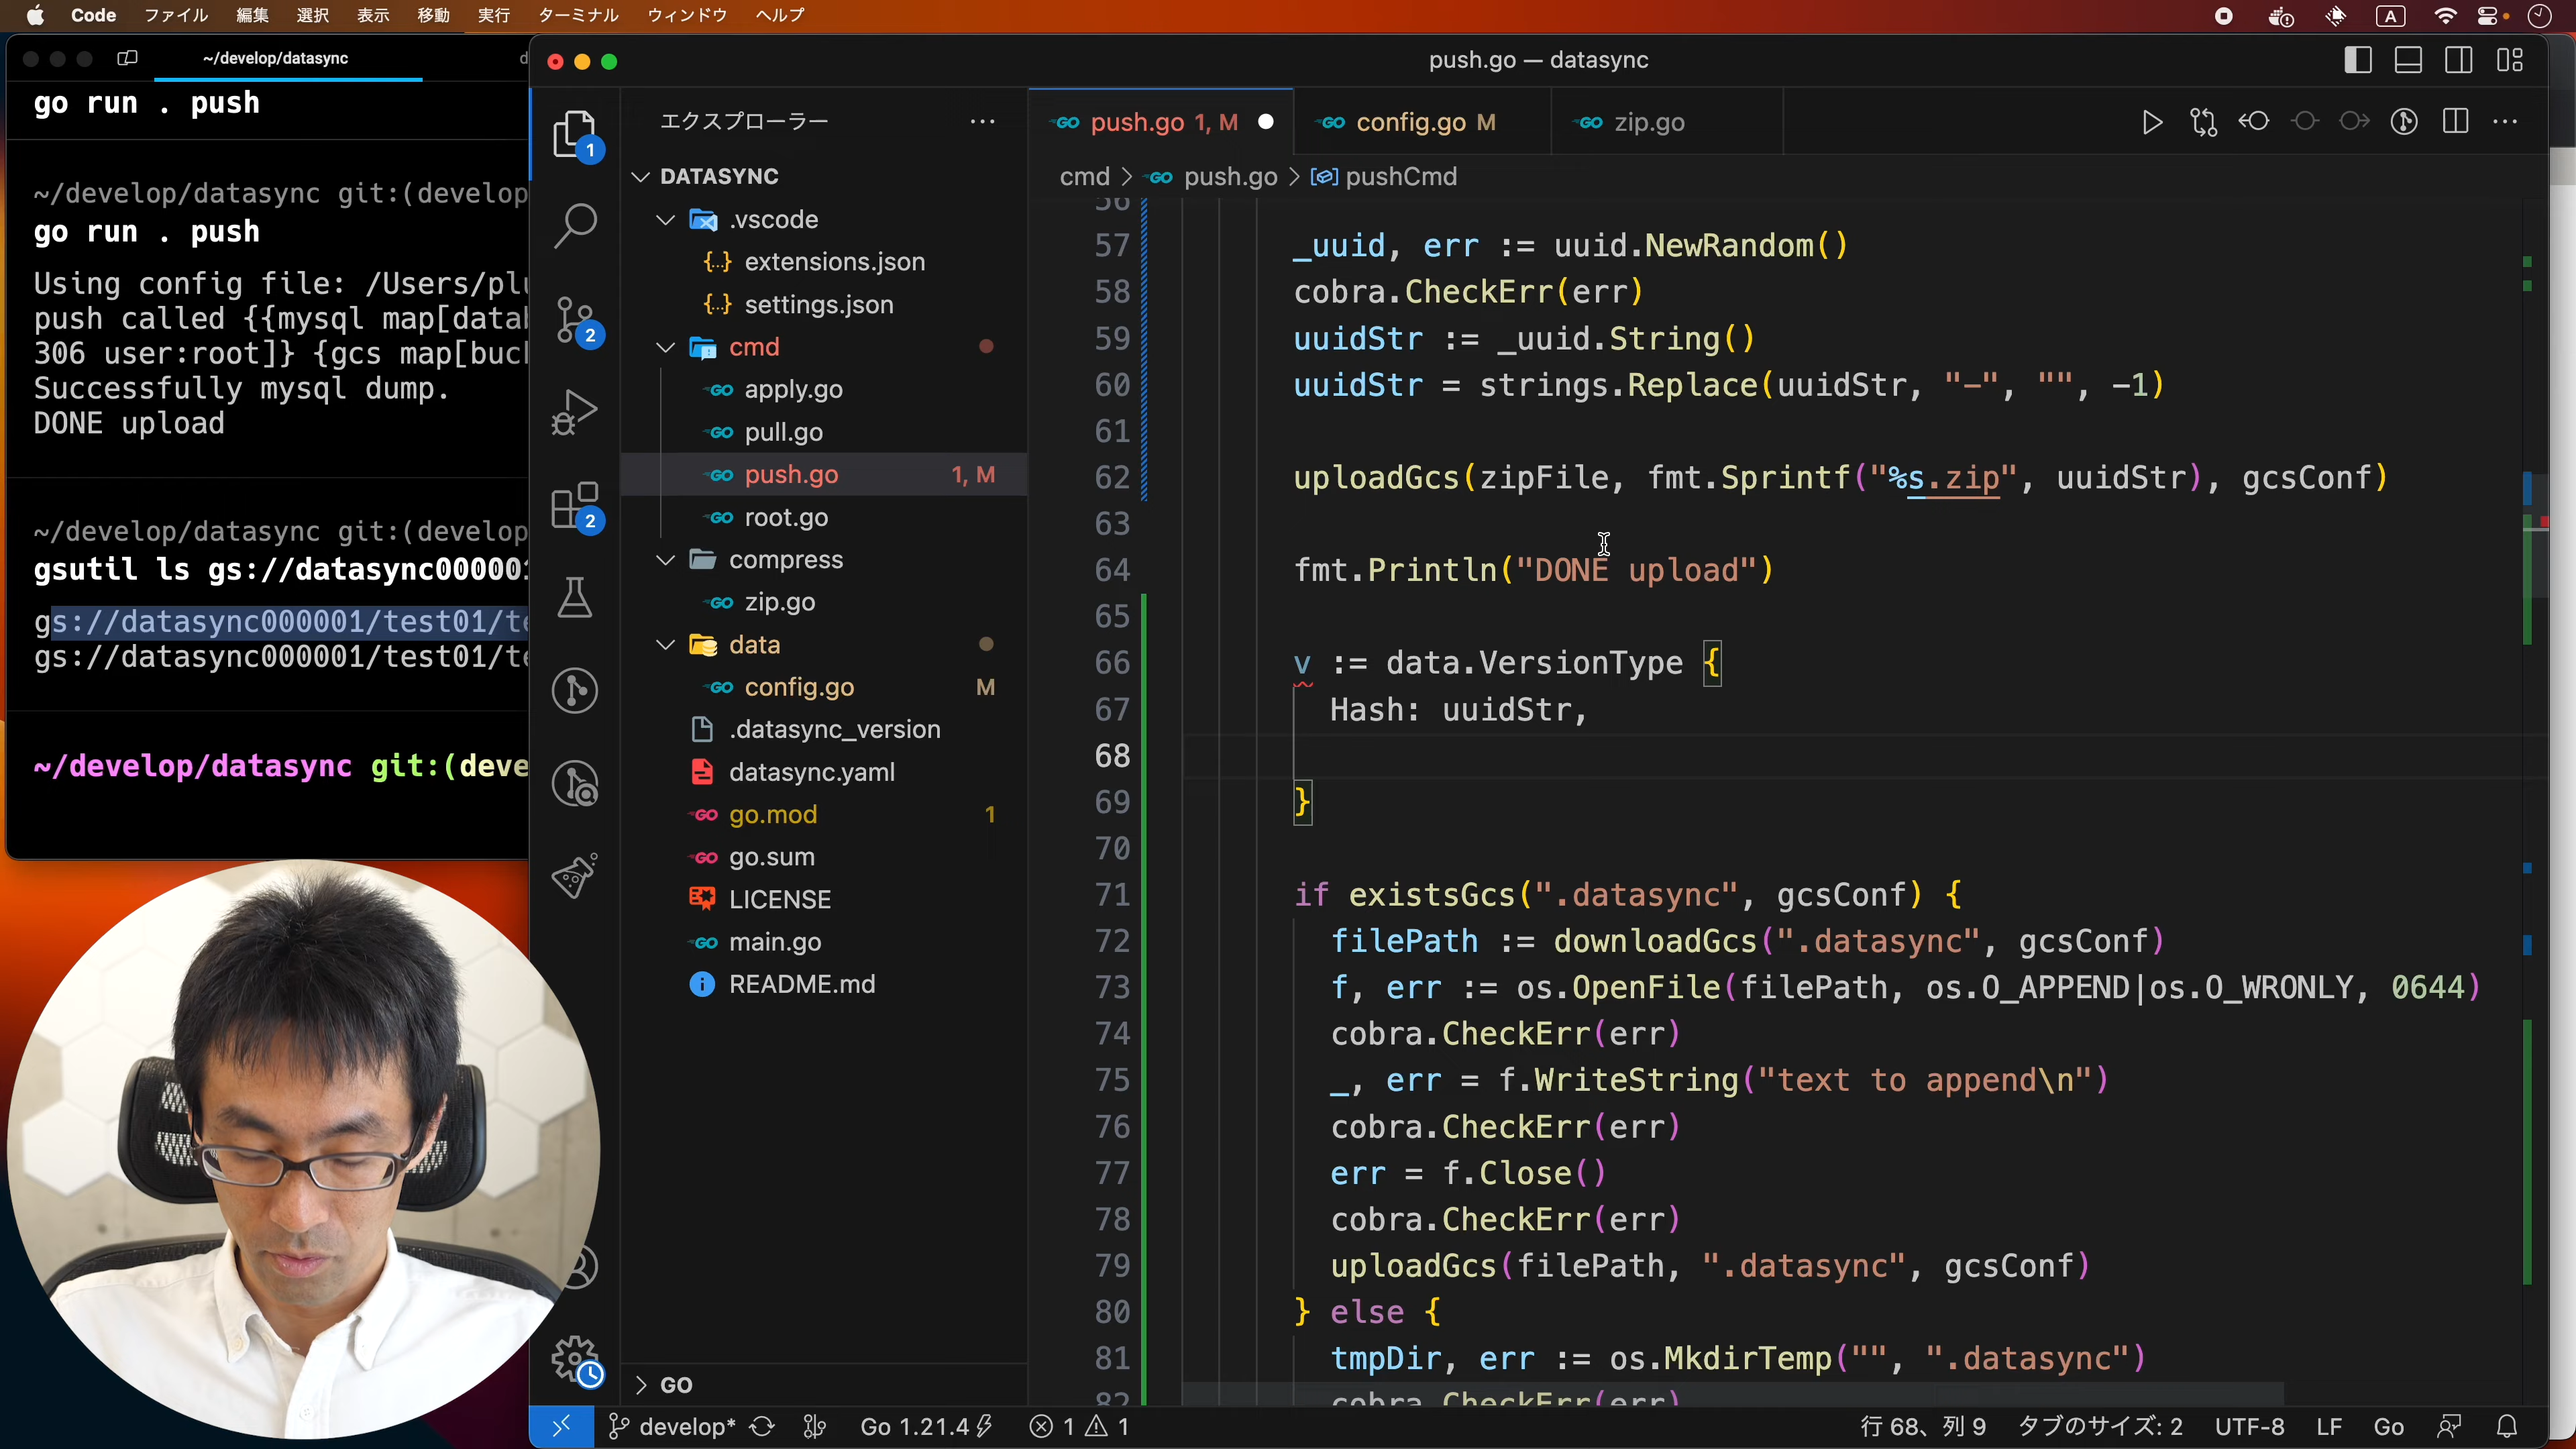 Code ファイル 編集 選択 表示 移動 実行 ターミナル ウィンドウ ヘルプ A
~/develop/datasync
go run . push
~/develop/datasync git:(develop
go run . push
Using config file: /Users/plu
push called {{mysql map[datab
306 user:root]} {gcs map[buck
Successfully mysql dump.
DONE upload
~/develop/datasync git:(develop
gsutil ls gs://datasync000001
gs://datasync000001/test01/te
gs://datasync000001/test01/te
~/develop/datasync git:(deve
push.go — datasync
エクスプローラー
DATASYNC
.vscode
extensions.json
settings.json
cmd
apply.go
pull.go
push.go 1, M
root.go
compress
zip.go
data
config.go M
.datasync_version
datasync.yaml
go.mod 1
go.sum
LICENSE
main.go
README.md
GO
push.go 1, M config.go M zip.go
cmd > push.go > pushCmd
56
57 _uuid, err := uuid.NewRandom()
58 cobra.CheckErr(err)
59 uuidStr := _uuid.String()
60 uuidStr = strings.Replace(uuidStr, "-", "", -1)
61
62 uploadGcs(zipFile, fmt.Sprintf("%s.zip", uuidStr), gcsConf)
63
64 fmt.Println("DONE upload")
65
66 v := data.VersionType {
67 Hash: uuidStr,
68
69 }
70
71 if existsGcs(".datasync", gcsConf) {
72 filePath := downloadGcs(".datasync", gcsConf)
73 f, err := os.OpenFile(filePath, os.O_APPEND|os.O_WRONLY, 0644)
74 cobra.CheckErr(err)
75 _, err = f.WriteString("text to append\n")
76 cobra.CheckErr(err)
77 err = f.Close()
78 cobra.CheckErr(err)
79 uploadGcs(filePath, ".datasync", gcsConf)
80 } else {
81 tmpDir, err := os.MkdirTemp("", ".datasync")
82 cobra.CheckErr(err)
develop* Go 1.21.4 1 1 行 68、列 9 タブのサイズ: 2 UTF-8 LF Go